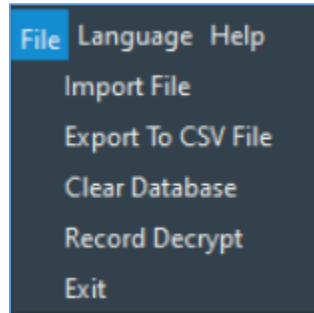 File Language Help
Import File
Export To CSV File
Clear Database
Record Decrypt
Exit